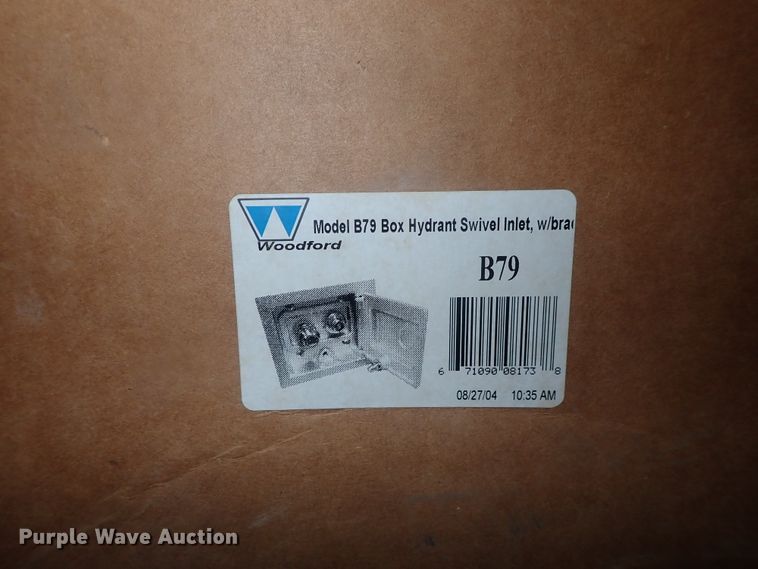 Model B79 Box Hydrant Swivel Inlet, w/brac
Woodford
B79
6 71090 08173 8
08/27/04 10:35 AM
Purple Wave Auction